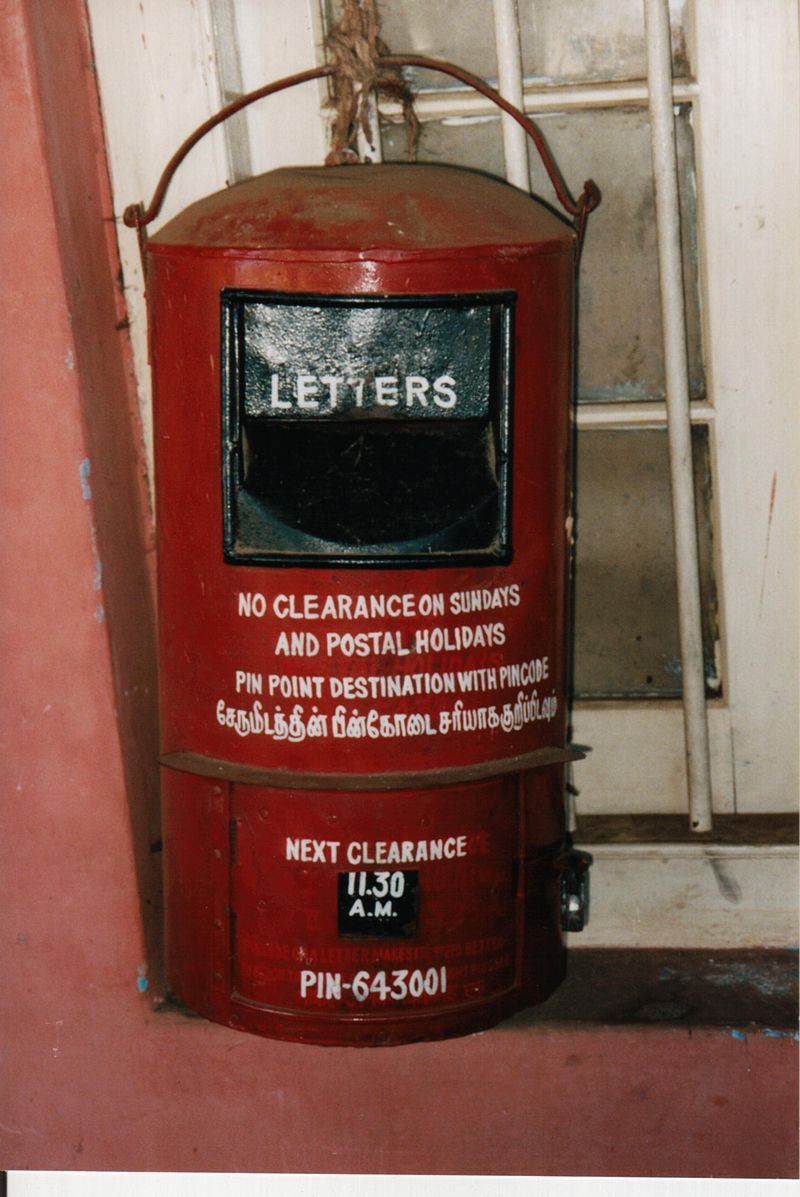 LETTERS
NO CLEARANCE ON SUNDAYS
AND POSTAL HOLIDAYS
PIN POINT DESTINATION WITH PINCODE
சேருமிடத்தின் பின்கோடை சரியாக குறிப்பிடவும்
NEXT CLEARANCE
11.30
A.M.
PIN-643001